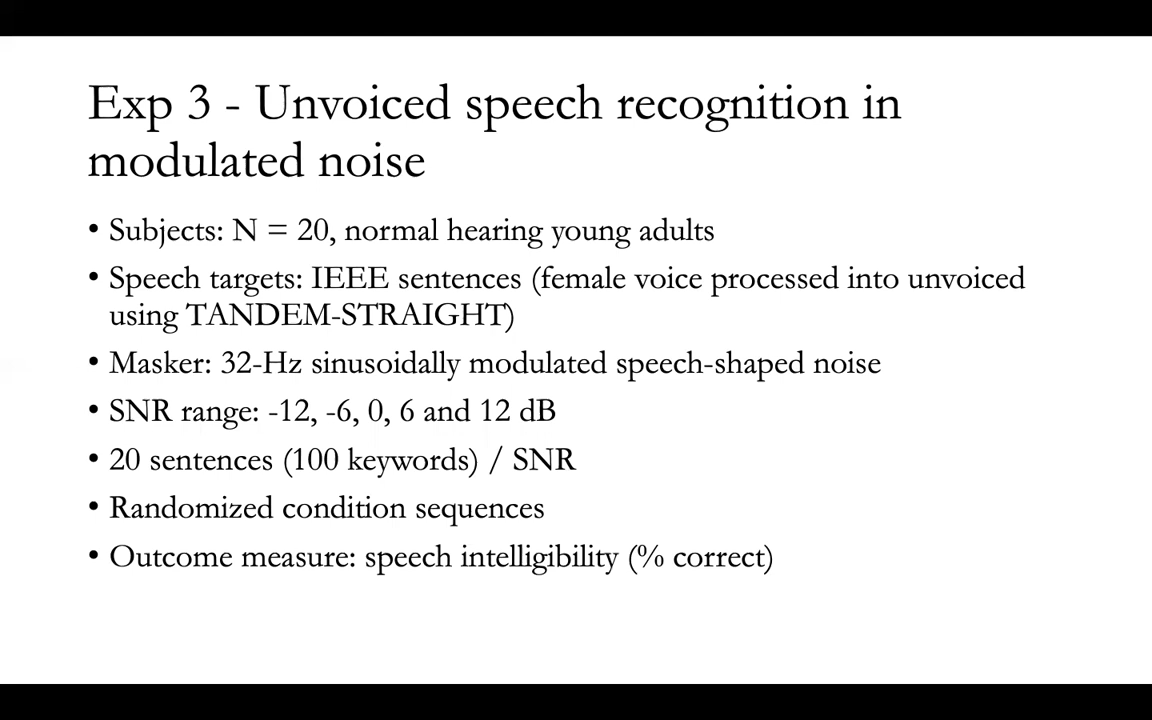 Exp 3 - Unvoiced speech recognition in
modulated noise
• Subjects: N = 20, normal hearing young adults
• Speech targets: IEEE sentences (female voice processed into unvoiced
using TANDEM-STRAIGHT)
• Masker: 32-Hz sinusoidally modulated speech-shaped noise
• SNR range: -12, -6, 0, 6 and 12 dB
• 20 sentences (100 keywords) / SNR
• Randomized condition sequences
• Outcome measure: speech intelligibility (% correct)